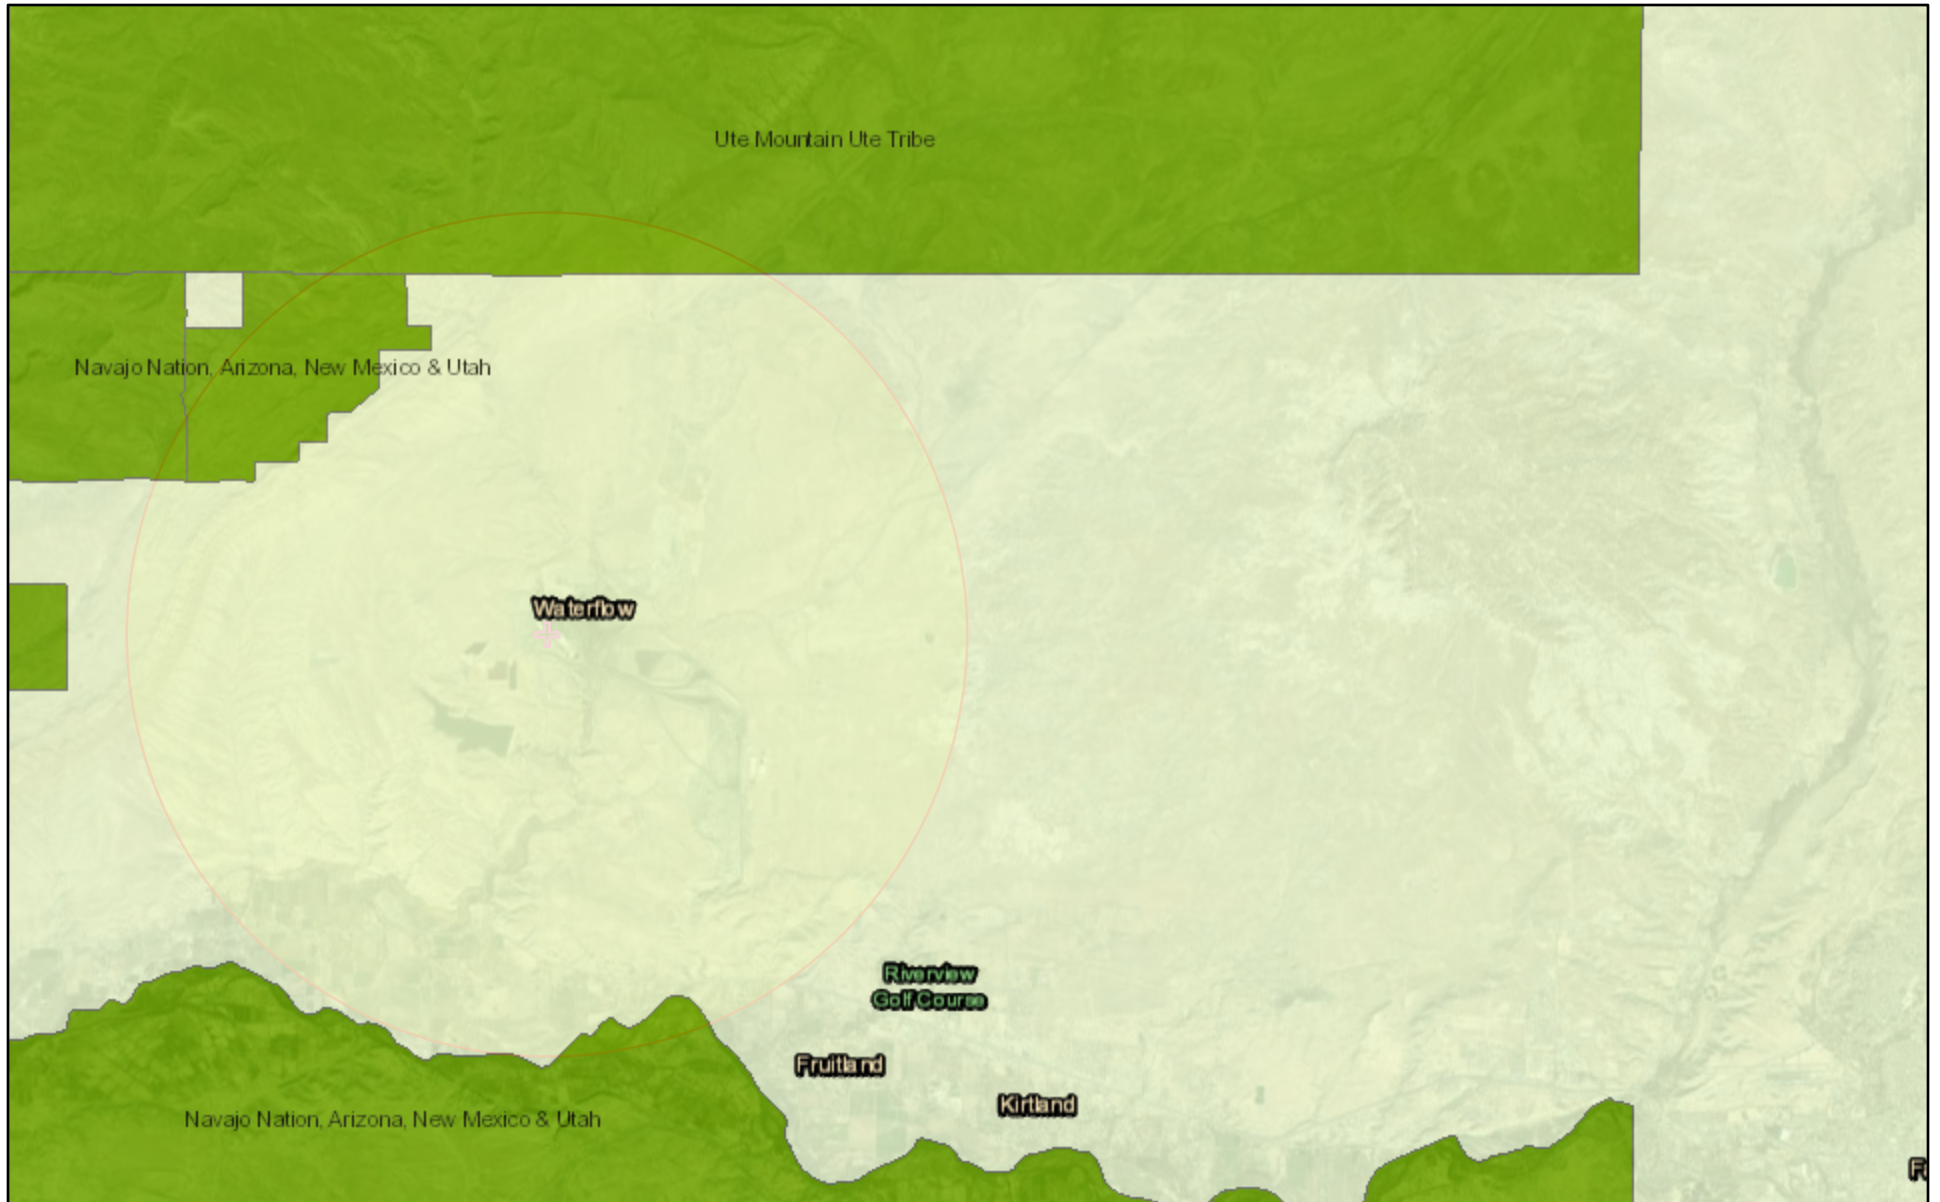 Ute Mountain Ute Tribe
Navajo Nation, Arizona, New Mexico & Utah
Waterflow
Riverview
Golf Course
Fruitland
Kirtland
Navajo Nation, Arizona, New Mexico & Utah